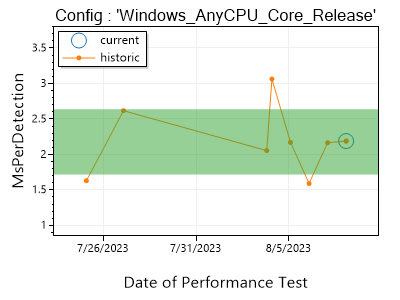 Config : 'Windows_AnyCPU_Core_Release'
current
historic
3.5
3
2.5
2
1.5
1
MsPerDetection
7/26/2023
7/31/2023
8/5/2023
Date of Performance Test